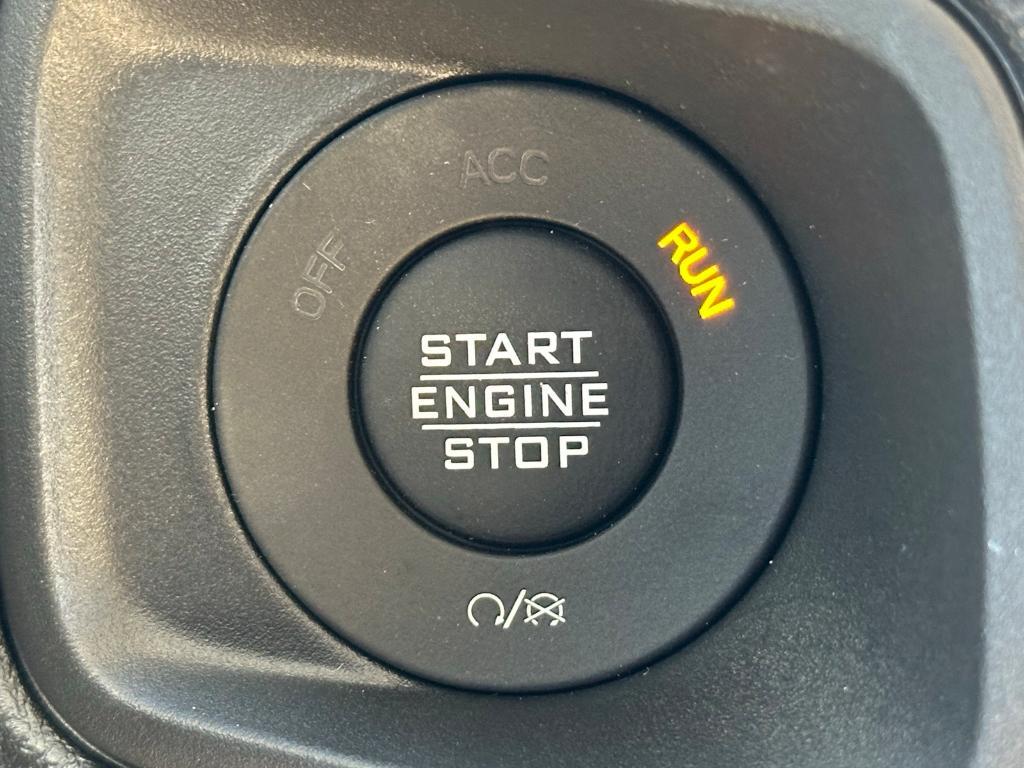 ACC
OFF
RUN
START
ENGINE
STOP